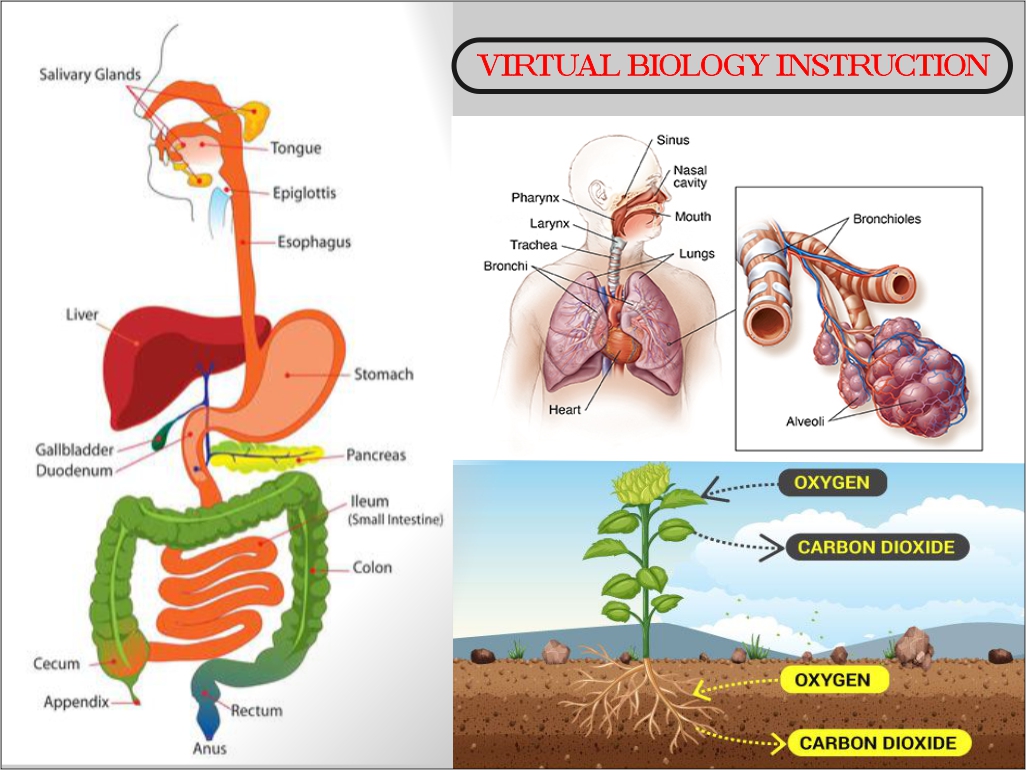 VIRTUAL BIOLOGY INSTRUCTION
Salivary Glands
Tongue
Epiglottis
Esophagus
Liver
Stomach
Gallbladder
Duodenum
Pancreas
Ileum
(Small Intestine)
Colon
Cecum
Appendix
Rectum
Anus
Sinus
Nasal
cavity
Pharynx
Mouth
Larynx
Trachea
Lungs
Bronchi
Heart
Bronchioles
Alveoli
OXYGEN
CARBON DIOXIDE
OXYGEN
CARBON DIOXIDE